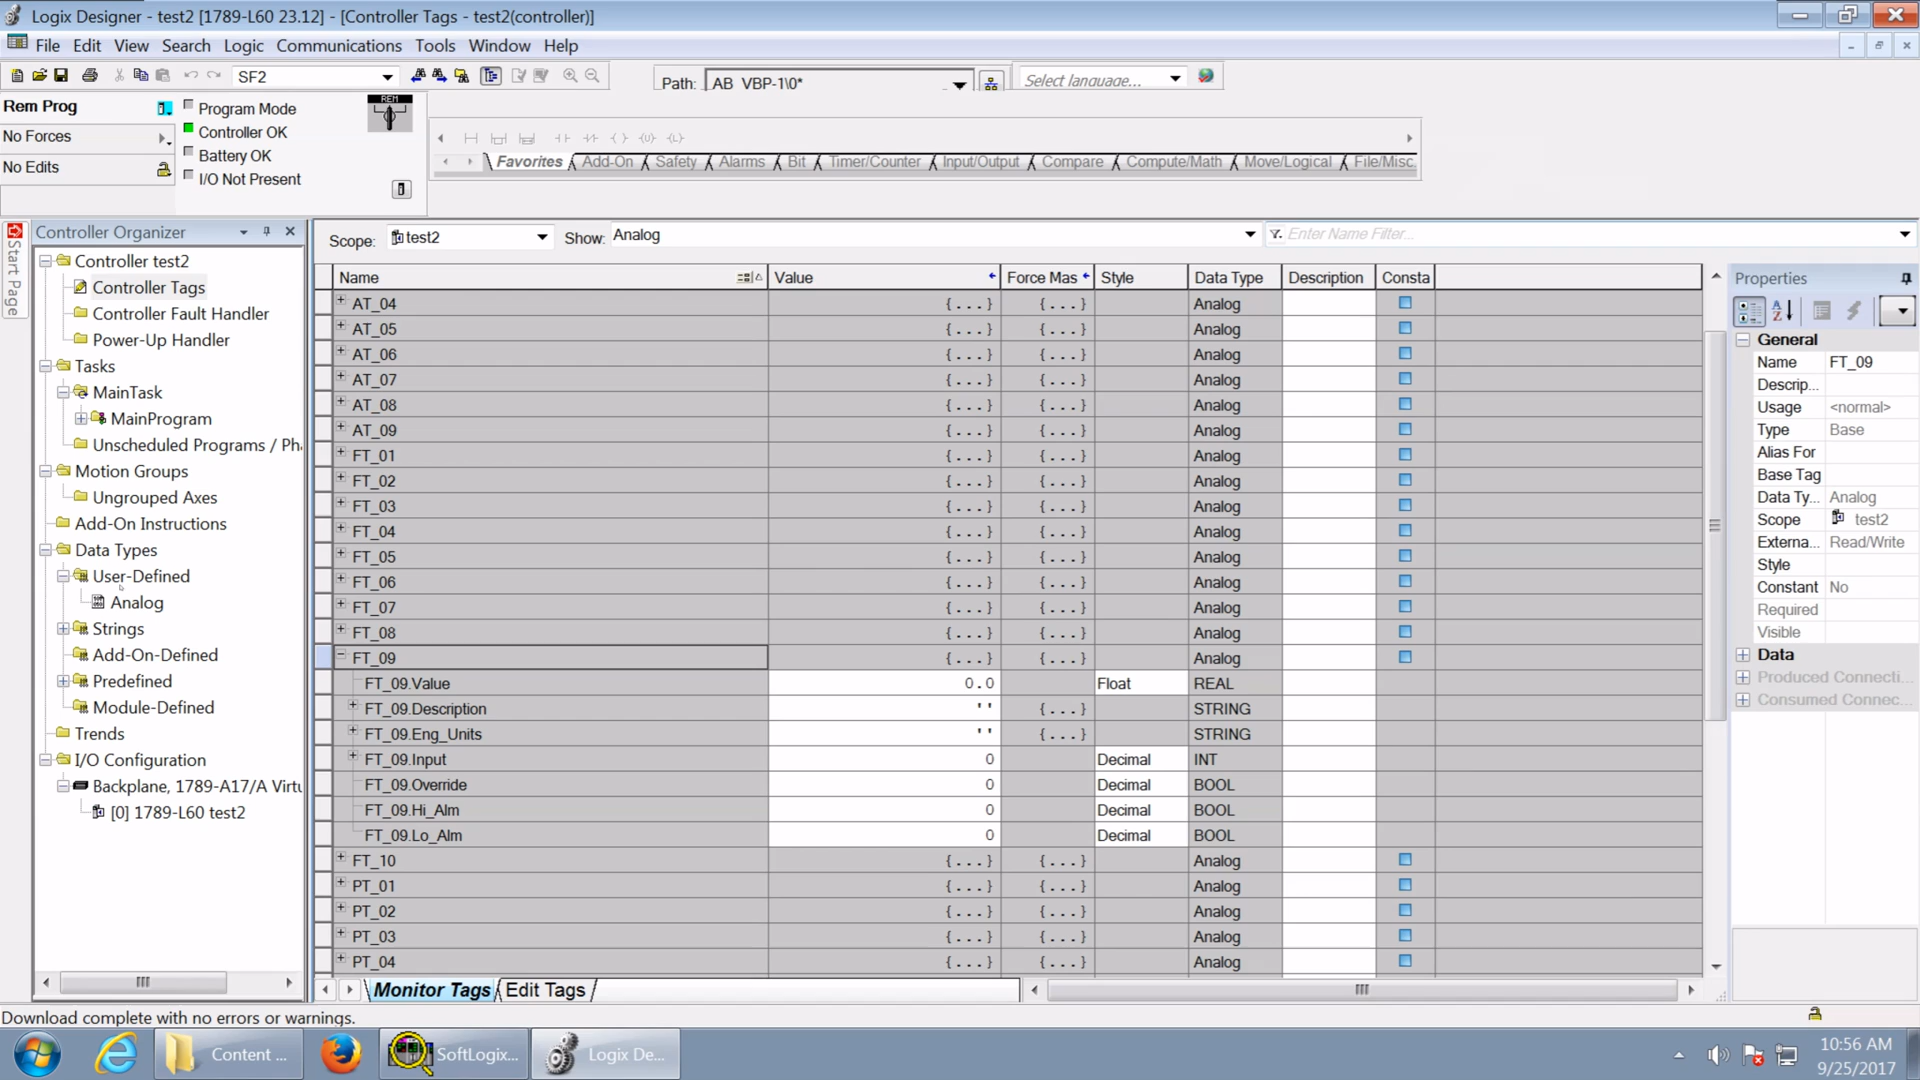 Logix Designer - test2 [1789-L60 23.12] - [Controller Tags - test2(controller)]
File Edit View Search Logic Communications Tools Window Help
SF2
Path: AB_VBP-1\0*
Select language...
Rem Prog
Program Mode
REM
No Forces
Controller OK
Battery OK
No Edits
I/O Not Present
Favorites Add-On Safety Alarms Bit Timer/Counter Input/Output Compare Compute/Math Move/Logical File/Misc.
Start Page
Controller Organizer
Controller test2
Controller Tags
Controller Fault Handler
Power-Up Handler
Tasks
MainTask
MainProgram
Unscheduled Programs / Pha
Motion Groups
Ungrouped Axes
Add-On Instructions
Data Types
User-Defined
Analog
Strings
Add-On-Defined
Predefined
Module-Defined
Trends
I/O Configuration
Backplane, 1789-A17/A Virtu
[0] 1789-L60 test2
Scope: test2 Show: Analog
Enter Name Filter...
Name Value Force Mas Style Data Type Description Consta
AT_04 {...} {...} Analog
AT_05 {...} {...} Analog
AT_06 {...} {...} Analog
AT_07 {...} {...} Analog
AT_08 {...} {...} Analog
AT_09 {...} {...} Analog
FT_01 {...} {...} Analog
FT_02 {...} {...} Analog
FT_03 {...} {...} Analog
FT_04 {...} {...} Analog
FT_05 {...} {...} Analog
FT_06 {...} {...} Analog
FT_07 {...} {...} Analog
FT_08 {...} {...} Analog
FT_09 {...} {...} Analog
FT_09.Value 0.0 Float REAL
FT_09.Description '' {...} STRING
FT_09.Eng_Units '' {...} STRING
FT_09.Input 0 Decimal INT
FT_09.Override 0 Decimal BOOL
FT_09.Hi_Alm 0 Decimal BOOL
FT_09.Lo_Alm 0 Decimal BOOL
FT_10 {...} {...} Analog
PT_01 {...} {...} Analog
PT_02 {...} {...} Analog
PT_03 {...} {...} Analog
PT_04 {...} {...} Analog
Monitor Tags Edit Tags
Properties
General
Name FT_09
Descrip...
Usage <normal>
Type Base
Alias For
Base Tag
Data Ty... Analog
Scope test2
Externa... Read/Write
Style
Constant No
Required
Visible
Data
Produced Connecti...
Consumed Connec...
Download complete with no errors or warnings.
Content ...
SoftLogix...
Logix De...
10:56 AM
9/25/2017